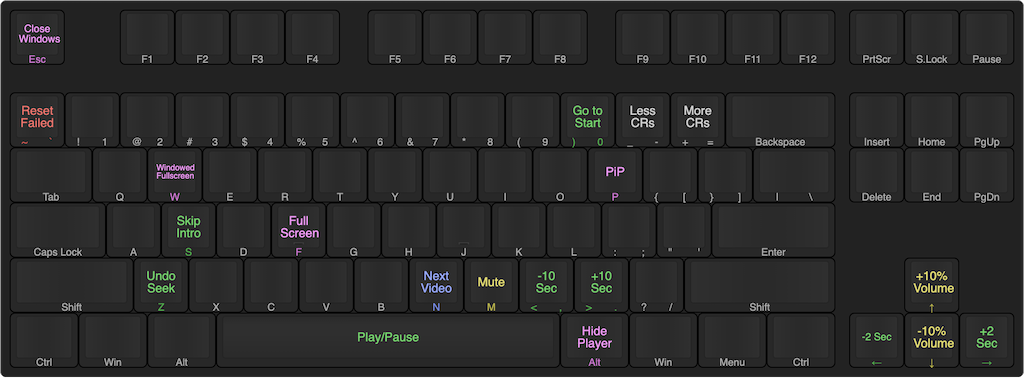 Close
Windows
Esc F1 F2 F3 F4 F5 F6 F7 F8 F9 F10 F11 F12 PrtScr S.Lock Pause
Reset
Failed
Go to
Start
Less
CRs
More
CRs
~ ` ! 1 @ 2 # 3 $ 4 % 5 ^ 6 & 7 * 8 ( 9 ) 0 _ - + = Backspace Insert Home PgUp
Windowed
Fullscreen
PiP
Tab Q W E R T Y U I O P { [ } ] | \ Delete End PgDn
Skip
Intro
Full
Screen
Caps Lock A S D F G H J K L : ; " ' Enter
Undo
Seek
Next
Video
Mute
-10
Sec
+10
Sec
+10%
Volume
Shift Z X C V B N M < , > . ? / Shift ↑
Play/Pause
Hide
Player
-2 Sec
-10%
Volume
+2
Sec
Ctrl Win Alt Alt Win Menu Ctrl ← ↓ →